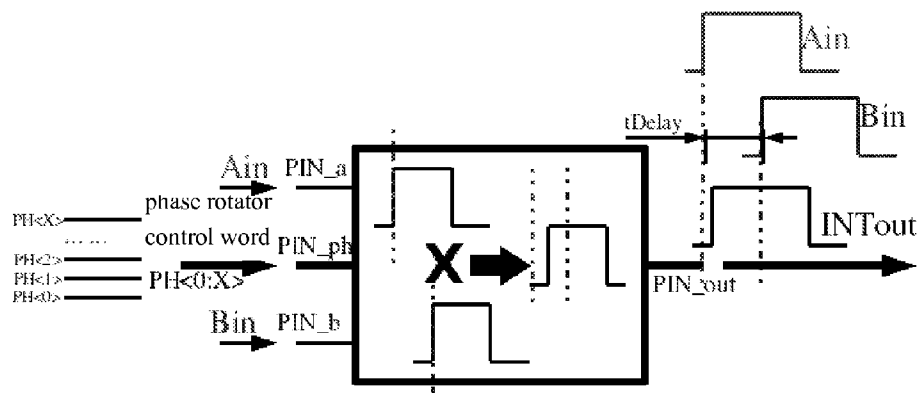 Ain
Bin
tDelay
Ain
PIN_a
phase rotator
PH<X>
control word
PIN_ph
INTout
PH<2>
PH<1>
PH<0:X>
PIN_out
PH<0>
Bin
PIN_b
X